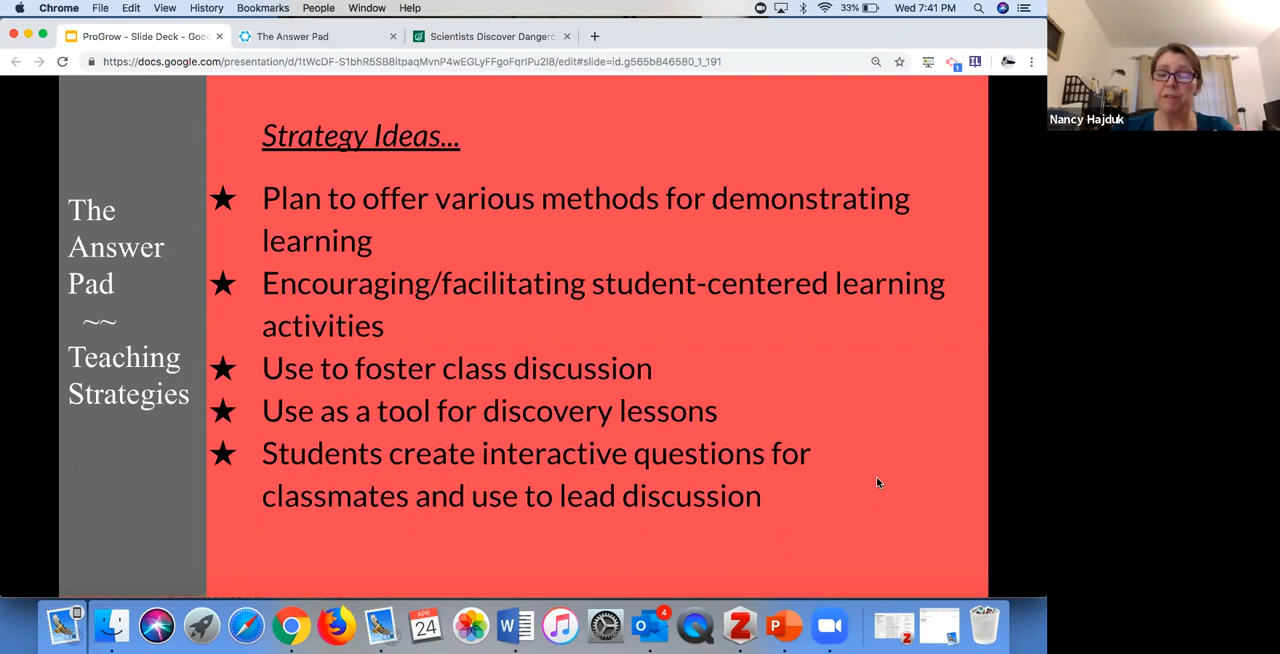 Chrome File Edit View History Bookmarks People Window Help 33% Wed 7:41 PM
ProGrow - Slide Deck - Goo
The Answer Pad
Scientists Discover Dangero
https://docs.google.com/presentation/d/1tWcDF-S1bhR5SB8itpaqMvnP4wEGLyFFgoFqrlPu2I8/edit#slide=id.g565b846580_1_191
1
IL
Nancy Hajduk
The
Answer
Pad
~~
Teaching
Strategies
Strategy Ideas...
★ Plan to offer various methods for demonstrating
learning
★ Encouraging/facilitating student-centered learning
activities
★ Use to foster class discussion
★ Use as a tool for discovery lessons
★ Students create interactive questions for
classmates and use to lead discussion
APR
24
W
O
4
Z
P
Z